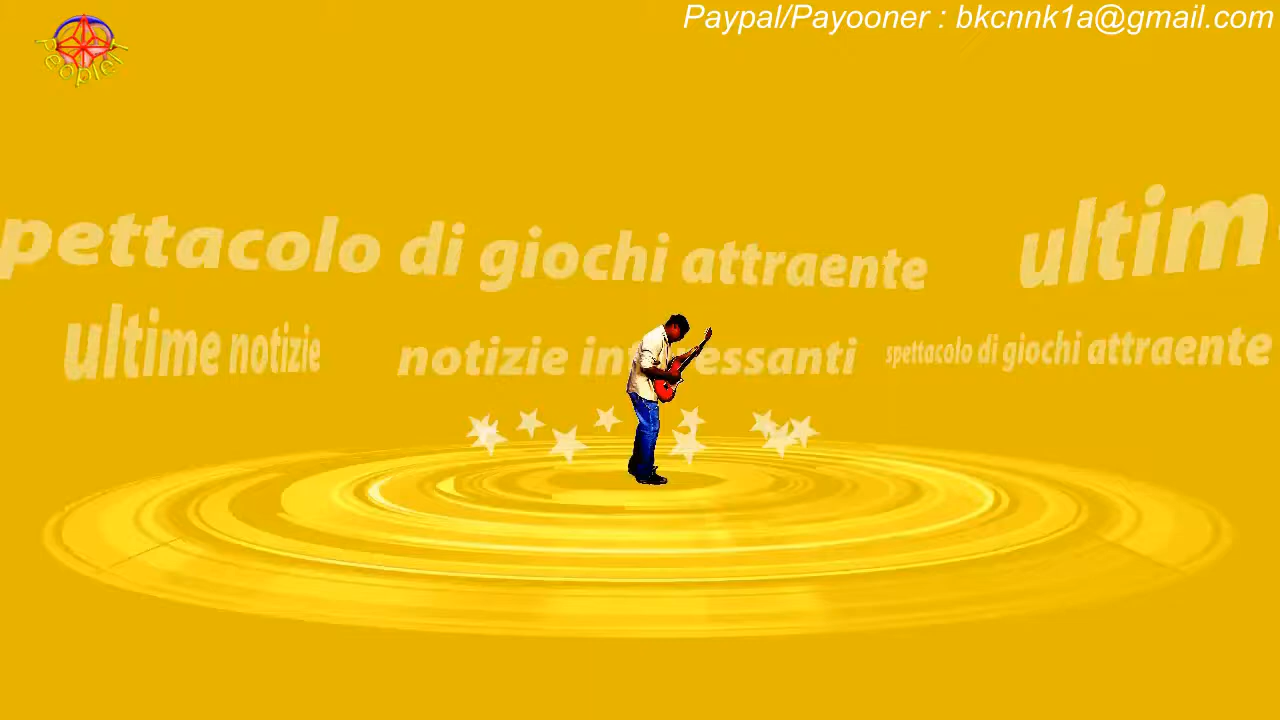 Paypal/Payooner : bkcnnk1a@gmail.com
Peopler
pettacolo di giochi attraente
ultim
ultime notizie
notizie in essanti
spettacolo di giochi attraente